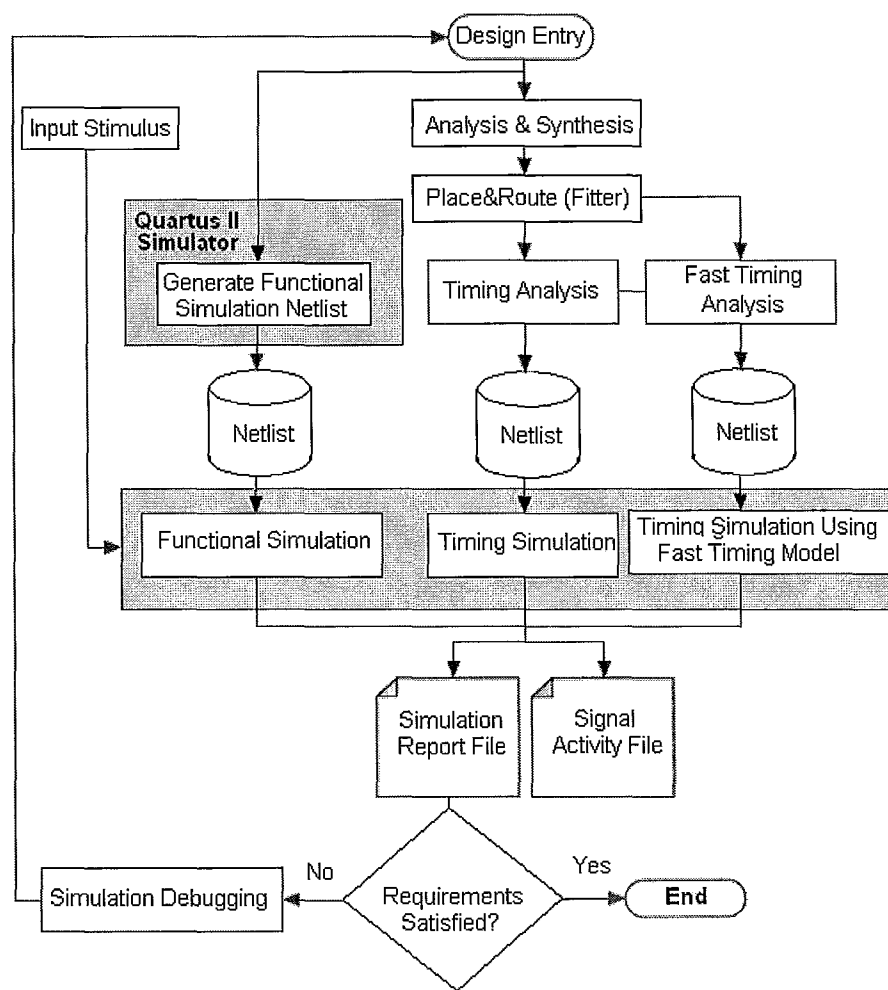 Design Entry
Input Stimulus
Analysis & Synthesis
Place&Route (Fitter)
Quartus II
Simulator
Generate Functional
Simulation Netlist
Timing Analysis
Fast Timing
Analysis
Netlist
Netlist
Netlist
Functional Simulation
Timing Simulation
Timing Simulation Using
Fast Timing Model
Simulation
Report File
Signal
Activity File
No
Yes
Simulation Debugging
Requirements
Satisfied?
End